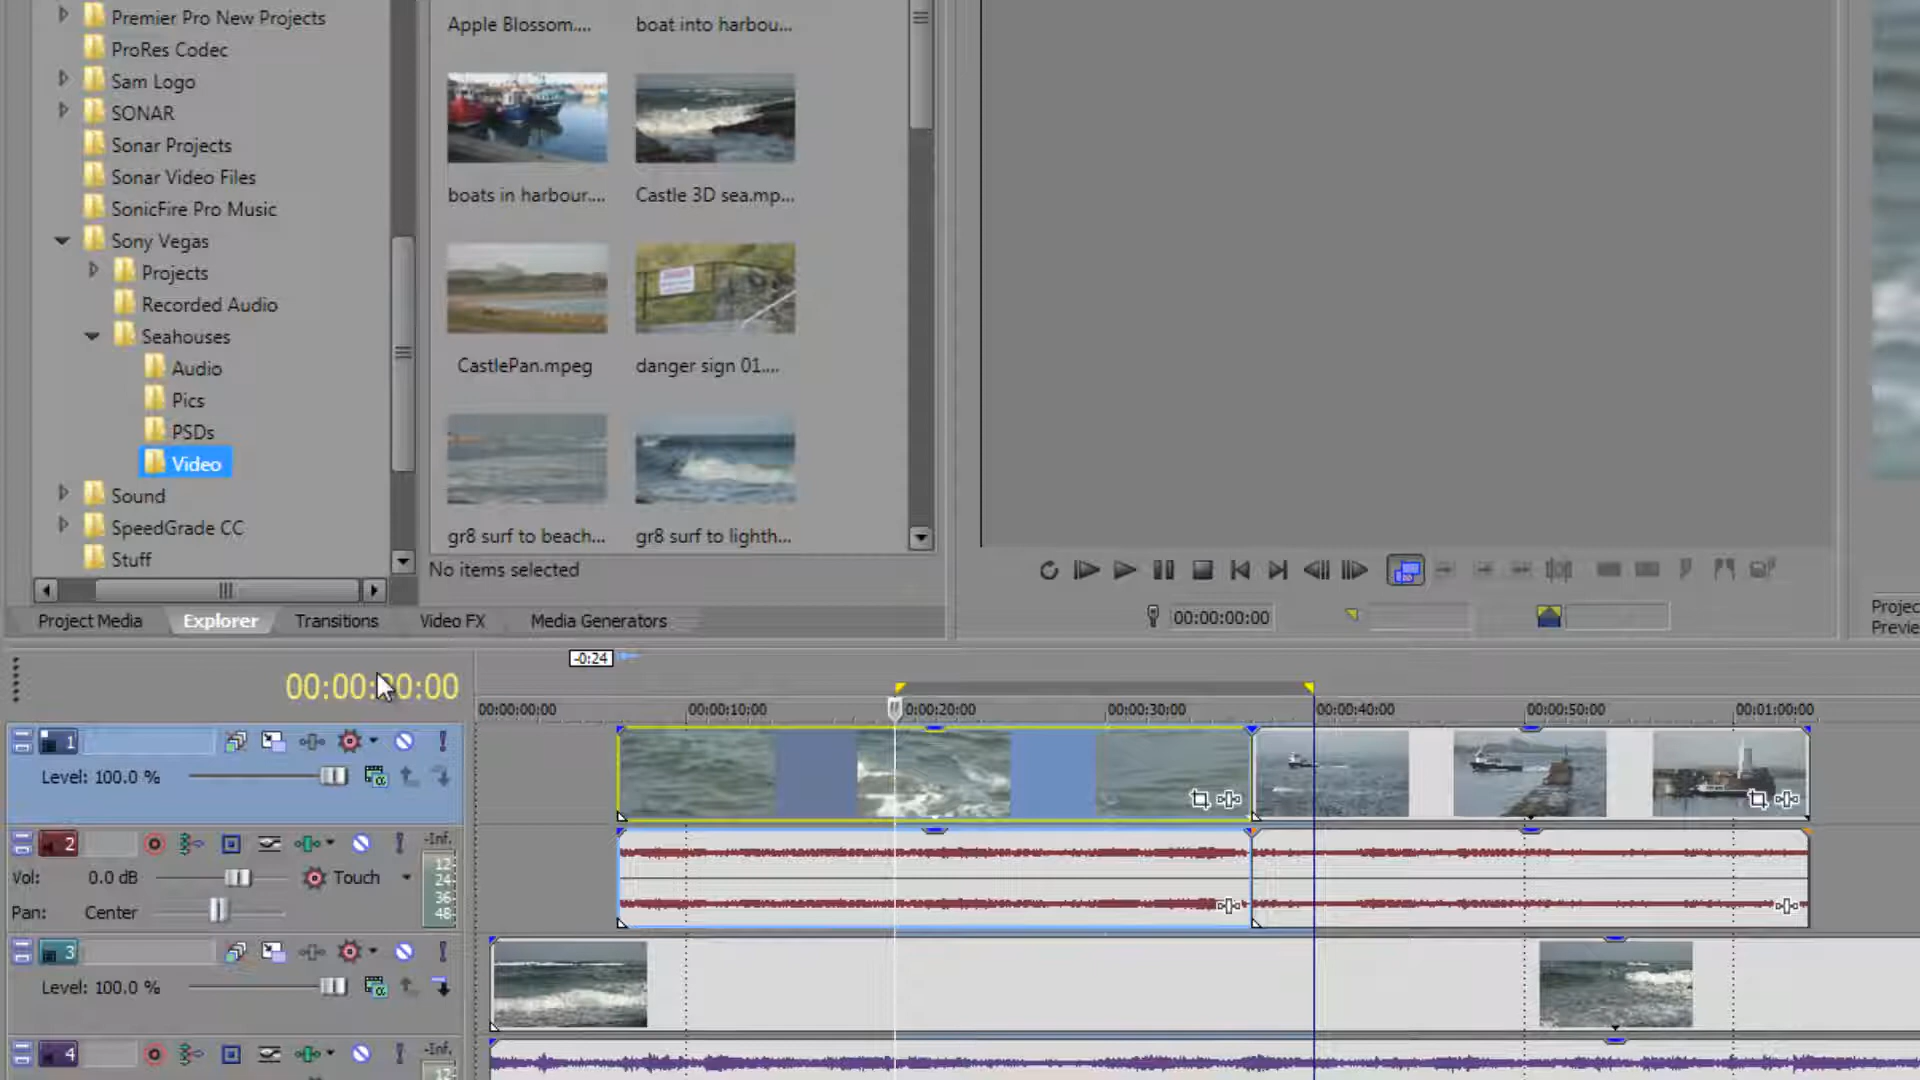 Premier Pro New Projects
ProRes Codec
Sam Logo
SONAR
Sonar Projects
Sonar Video Files
SonicFire Pro Music
Sony Vegas
Projects
Recorded Audio
Seahouses
Audio
Pics
PSDs
Video
Sound
SpeedGrade CC
Stuff
Apple Blossom....
boat into harbou...
boats in harbour....
Castle 3D sea.mp...
CastlePan.mpeg
danger sign 01....
gr8 surf to beach...
gr8 surf to lighth...
No items selected
Project Media
Explorer
Transitions
Video FX
Media Generators
00:00:00:00
Projec
Previe
-0:24
00:00:00:00
00:00:10:00
0:00:20:00
00:00:30:00
00:00:40:00
00:00:50:00
00:01:00:00
1
Level: 100.0 %
2
-Inf.
12
24
36
48
Vol:
0.0 dB
Touch
Pan:
Center
3
Level: 100.0 %
4
-Inf.
12